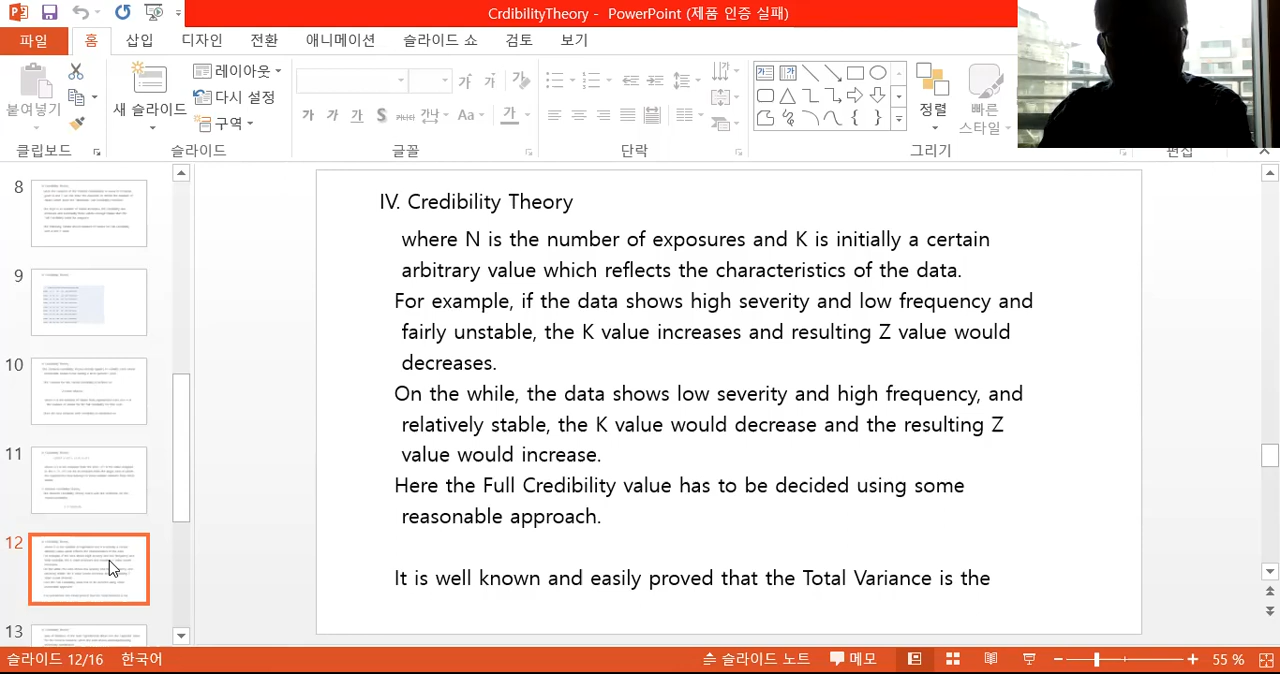 CrdibilityTheory - PowerPoint (제품 인증 실패)
파일 홈 삽입 디자인 전환 애니메이션 슬라이드 쇼 검토 보기
붙여넣기
새 슬라이드
레이아웃
다시 설정
구역
정렬
빠른
스타일
클립보드 슬라이드 글꼴 단락 그리기 편집
8
9
10
11
12
13
IV. Credibility Theory
where N is the number of exposures and K is initially a certain
arbitrary value which reflects the characteristics of the data.
For example, if the data shows high severity and low frequency and
fairly unstable, the K value increases and resulting Z value would
decrease.
On the while, the data shows low severity and high frequency, and
relatively stable, the K value would decrease and the resulting Z
value would increase.
Here the Full Credibility value has to be decided using some
reasonable approach.
It is well known and easily proved that the Total Variance is the
슬라이드 12/16 한국어 슬라이드 노트 메모 55 %